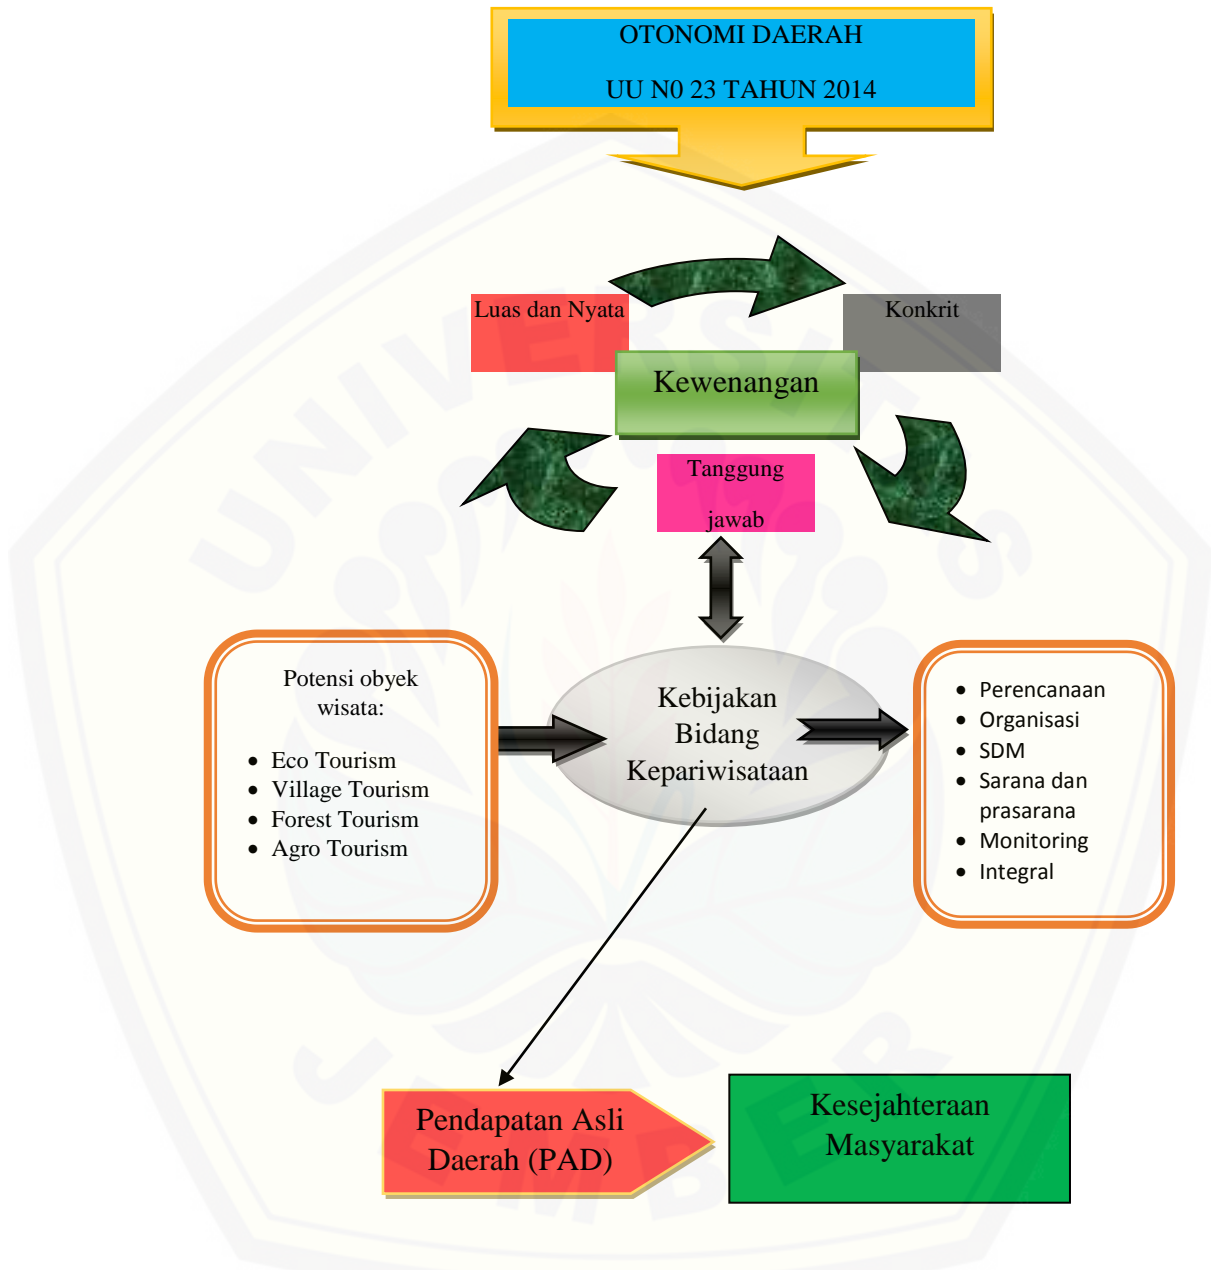 OTONOMI DAERAH
UU N0 23 TAHUN 2014
Luas dan Nyata
Konkrit
Kewenangan
Tanggung
jawab
Potensi obyek
wisata:
• Eco Tourism
• Village Tourism
• Forest Tourism
• Agro Tourism
Kebijakan
Bidang
Kepariwisataan
• Perencanaan
• Organisasi
• SDM
• Sarana dan
prasarana
• Monitoring
• Integral
Pendapatan Asli
Daerah (PAD)
Kesejahteraan
Masyarakat
UNIVERSITAS
JEMBER